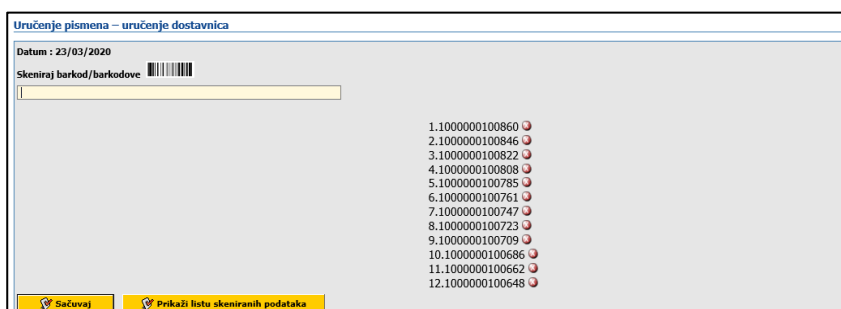 Uručenje pismena – uručenje dostavnica
Datum : 23/03/2020
Skeniraj barkod/barkodove
1.1000000100860
2.1000000100846
3.1000000100822
4.1000000100808
5.1000000100785
6.1000000100761
7.1000000100747
8.1000000100723
9.1000000100709
10.1000000100686
11.1000000100662
12.1000000100648
Sačuvaj
Prikaži listu skeniranih podataka